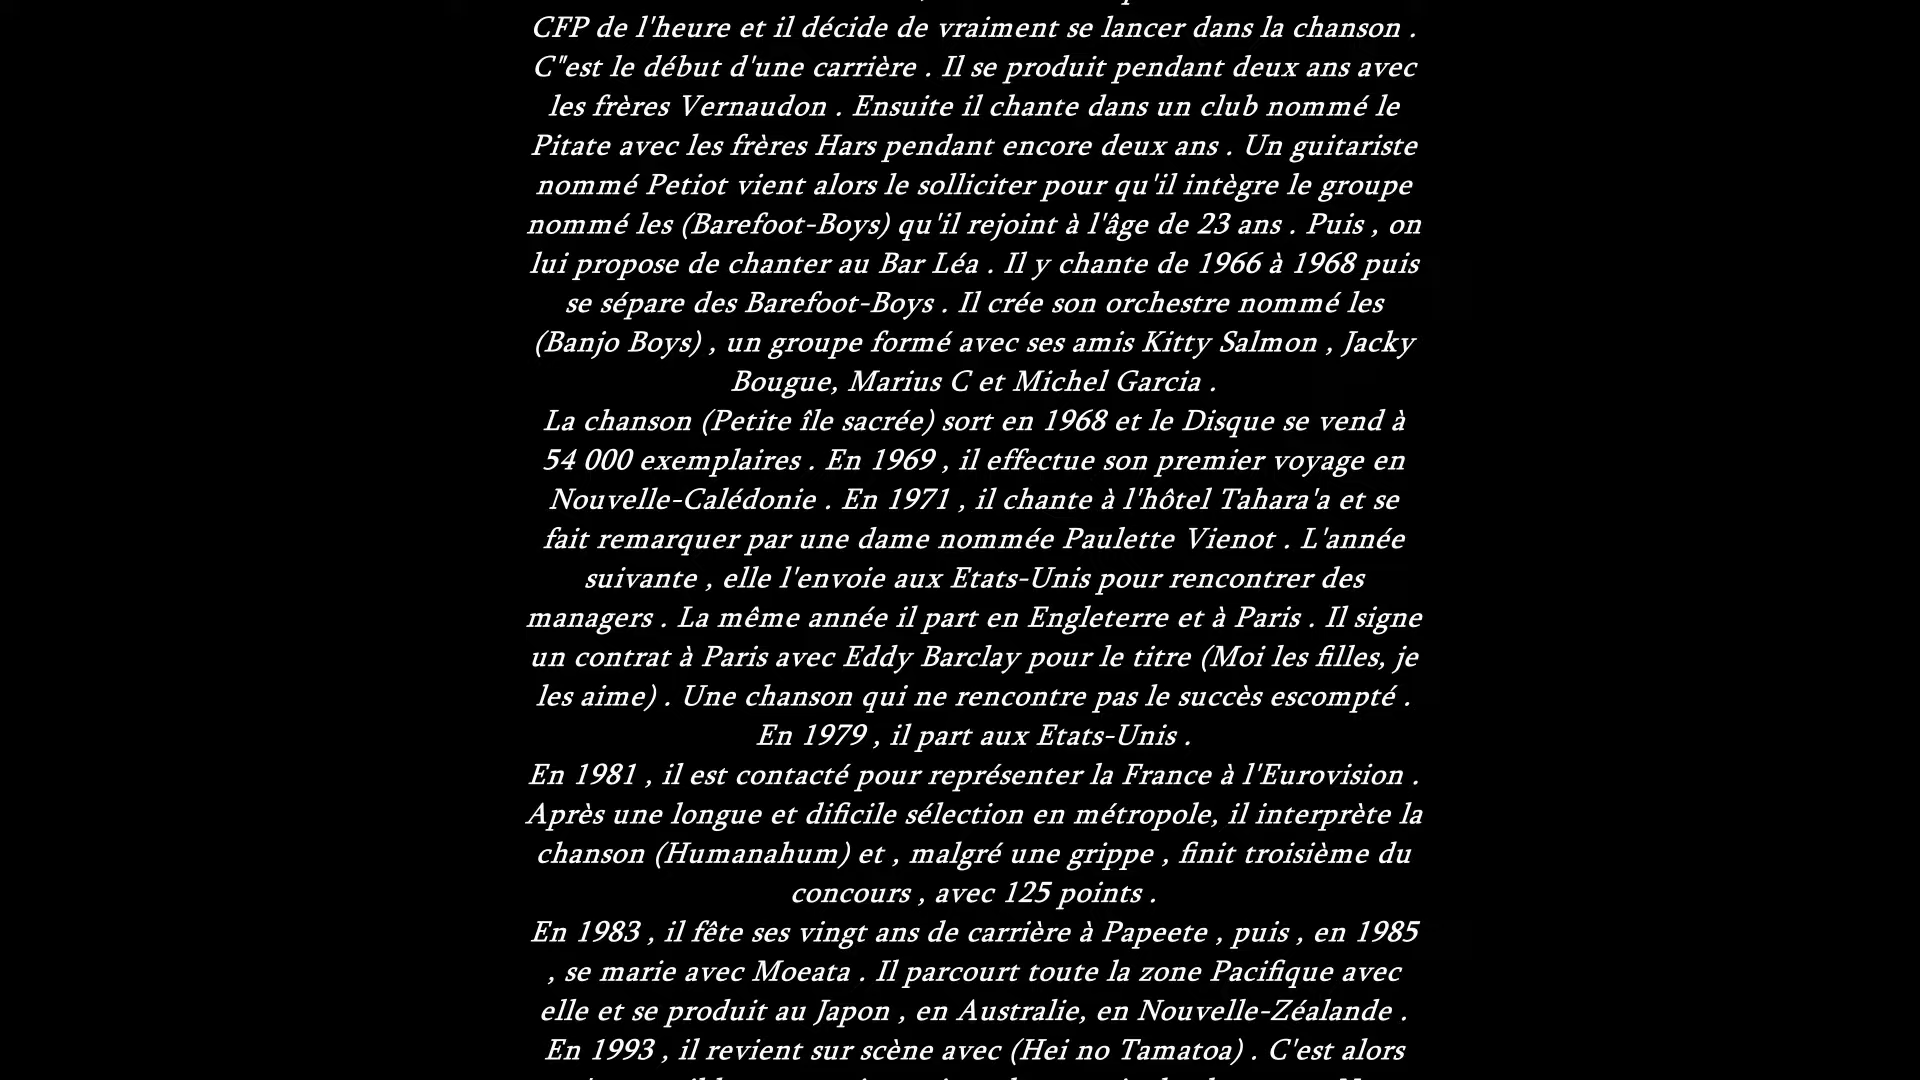 CFP de l'heure et il décide de vraiment se lancer dans la chanson .
C"est le début d'une carrière . Il se produit pendant deux ans avec
les frères Vernaudon . Ensuite il chante dans un club nommé le
Pitate avec les frères Hars pendant encore deux ans . Un guitariste
nommé Petiot vient alors le solliciter pour qu'il intègre le groupe
nommé les (Barefoot-Boys) qu'il rejoint à l'âge de 23 ans . Puis , on
lui propose de chanter au Bar Léa . Il y chante de 1966 à 1968 puis
se sépare des Barefoot-Boys . Il crée son orchestre nommé les
(Banjo Boys) , un groupe formé avec ses amis Kitty Salmon , Jacky
Bougue, Marius C et Michel Garcia .
La chanson (Petite île sacrée) sort en 1968 et le Disque se vend à
54 000 exemplaires . En 1969 , il effectue son premier voyage en
Nouvelle-Calédonie . En 1971 , il chante à l'hôtel Tahara'a et se
fait remarquer par une dame nommée Paulette Vienot . L'année
suivante , elle l'envoie aux Etats-Unis pour rencontrer des
managers . La même année il part en Engleterre et à Paris . Il signe
un contrat à Paris avec Eddy Barclay pour le titre (Moi les filles, je
les aime) . Une chanson qui ne rencontre pas le succès escompté .
En 1979 , il part aux Etats-Unis .
En 1981 , il est contacté pour représenter la France à l'Eurovision .
Après une longue et dificile sélection en métropole, il interprète la
chanson (Humanahum) et , malgré une grippe , finit troisième du
concours , avec 125 points .
En 1983 , il fête ses vingt ans de carrière à Papeete , puis , en 1985
, se marie avec Moeata . Il parcourt toute la zone Pacifique avec
elle et se produit au Japon , en Australie, en Nouvelle-Zéalande .
En 1993 , il revient sur scène avec (Hei no Tamatoa) . C'est alors